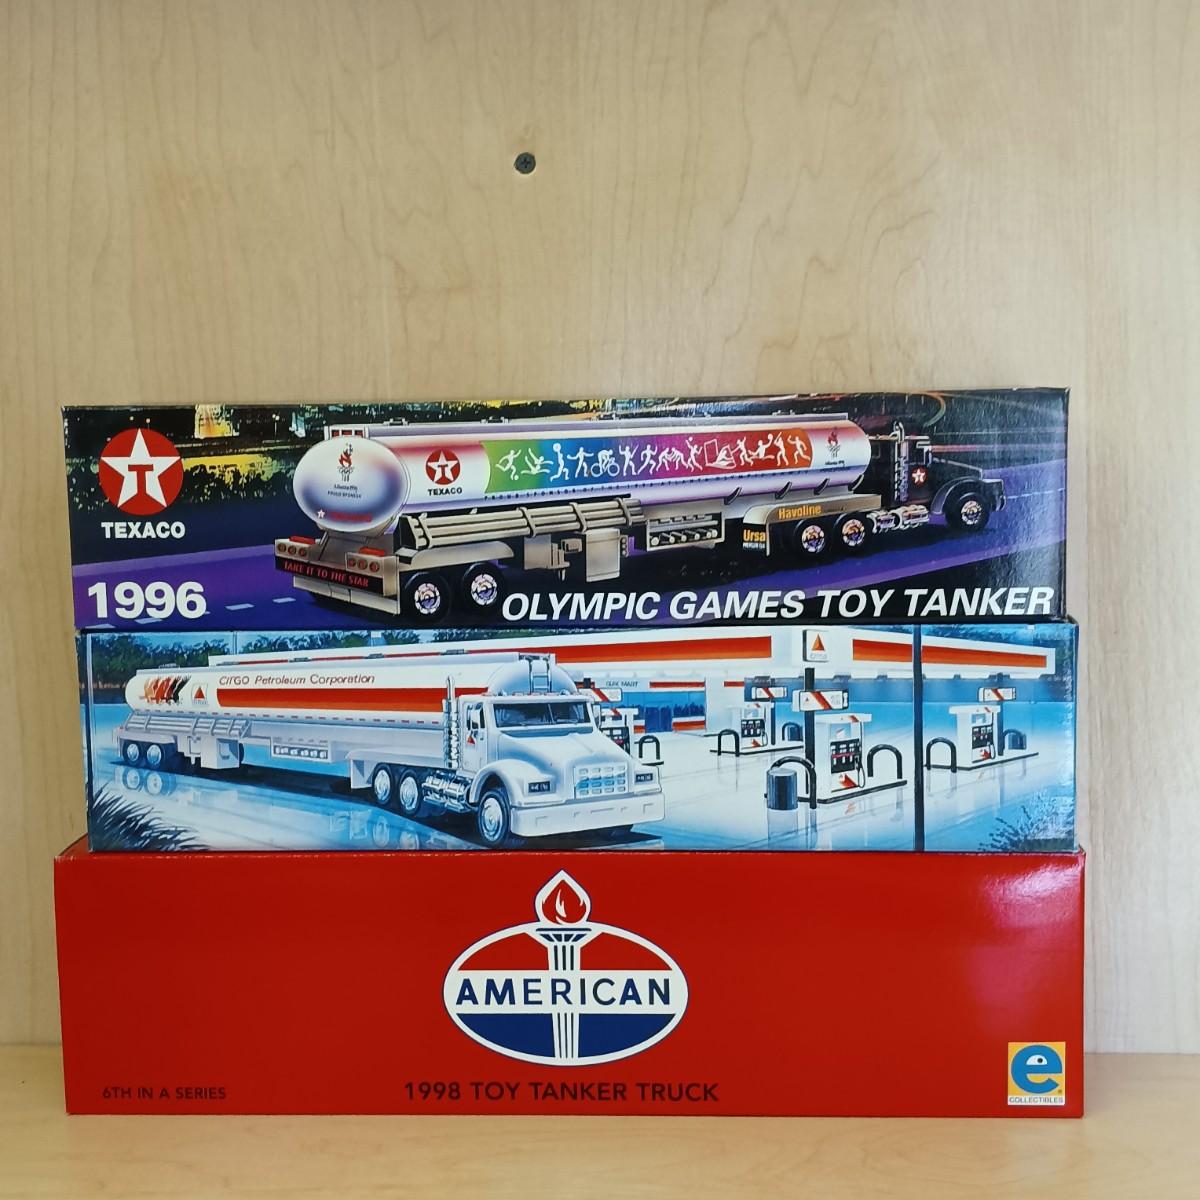 TEXACO
1996
TEXACO
Havoline
Ursa
TAKE IT TO THE STAR
OLYMPIC GAMES TOY TANKER
CITGO Petroleum Corporation
AMERICAN
6TH IN A SERIES
1998 TOY TANKER TRUCK
e
COLLECTIBLES